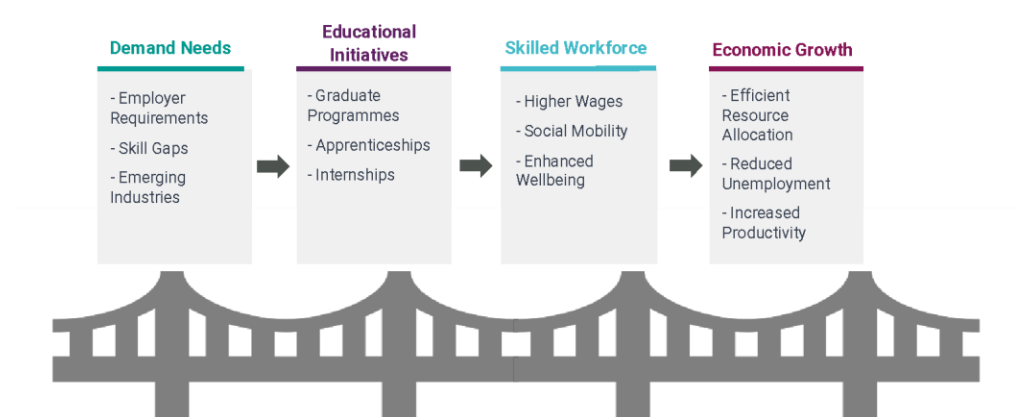 Demand Needs
- Employer
Requirements
- Skill Gaps
- Emerging
Industries
Educational
Initiatives
- Graduate
Programmes
- Apprenticeships
- Internships
Skilled Workforce
- Higher Wages
- Social Mobility
- Enhanced
Wellbeing
Economic Growth
- Efficient
Resource
Allocation
- Reduced
Unemployment
- Increased
Productivity